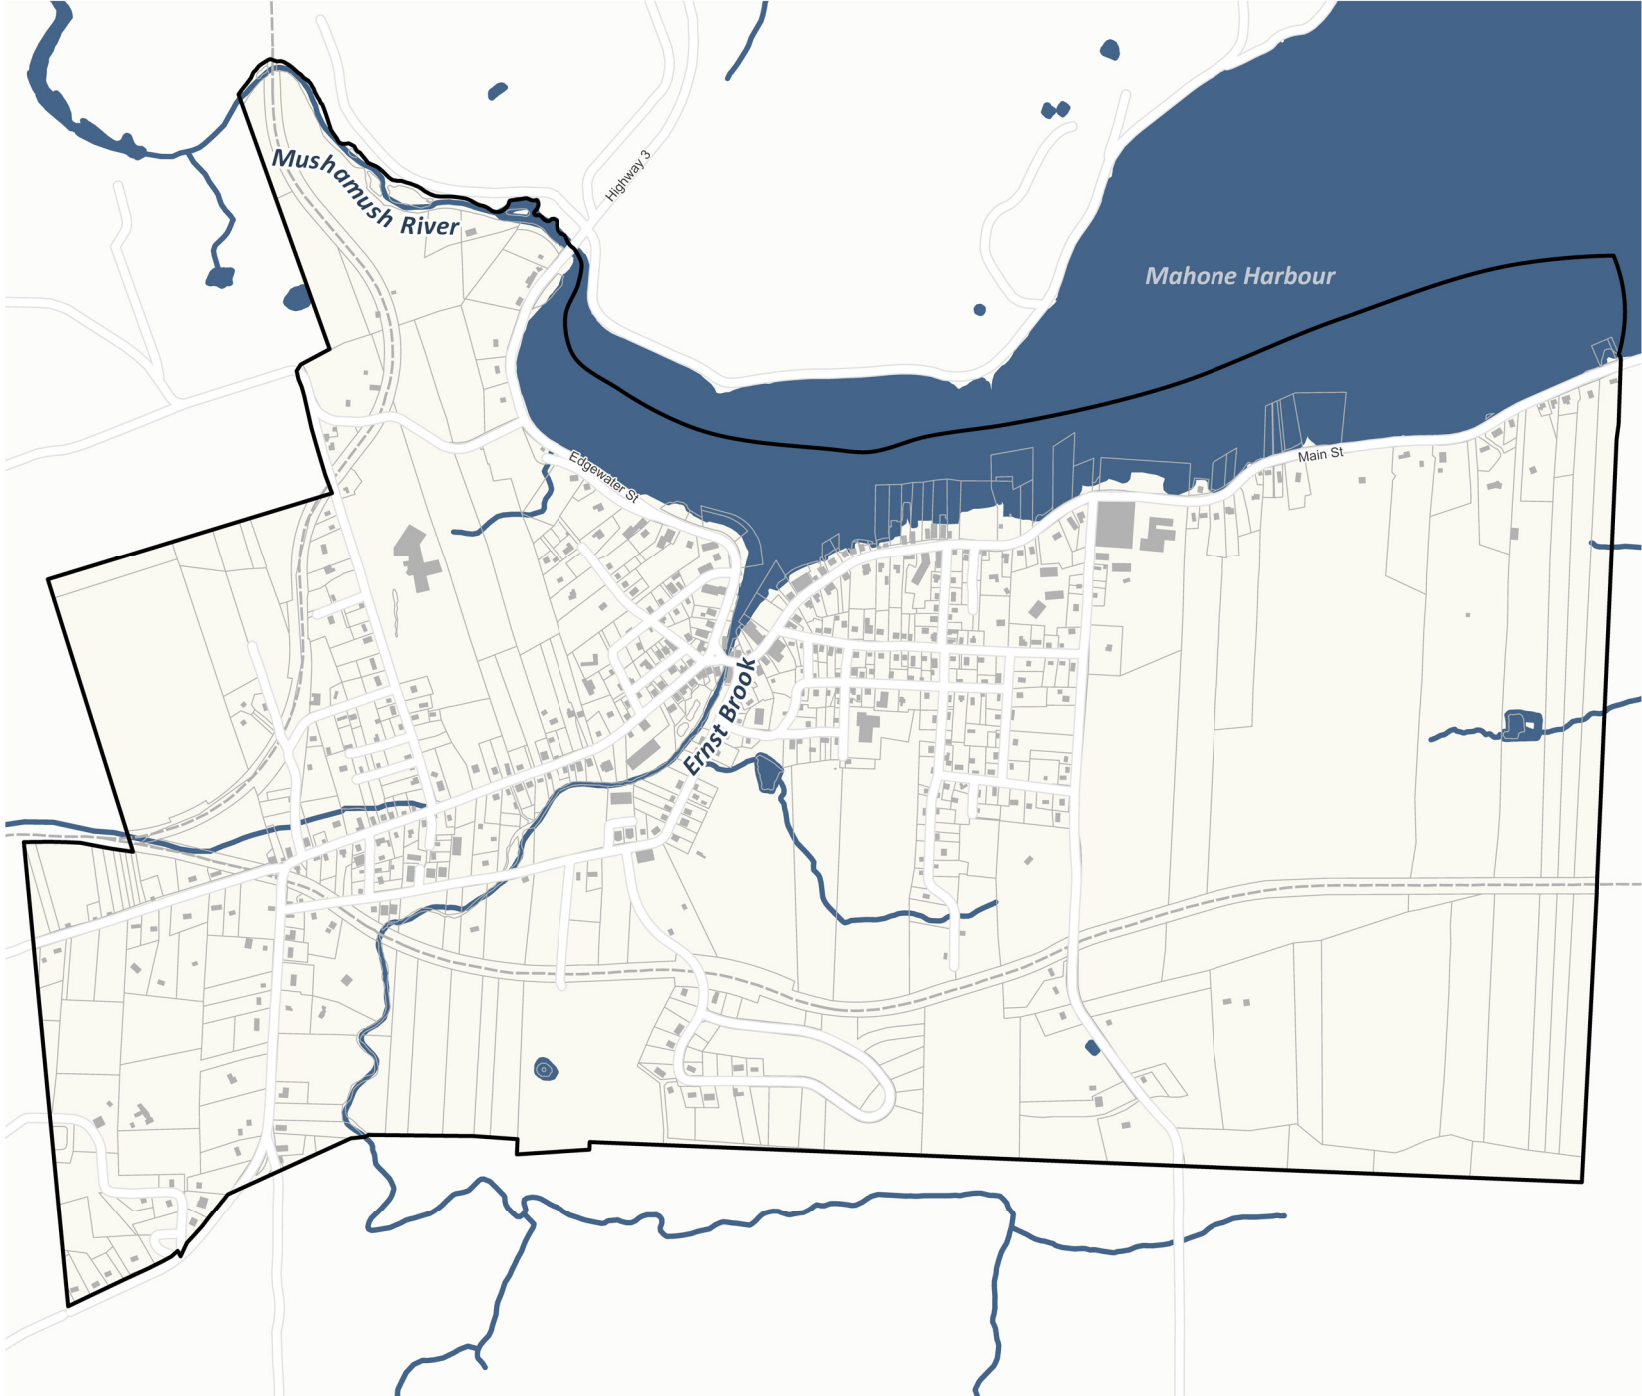 Highway 3
Mushamush River
Mahone Harbour
Edgewater St
Main St
Ernst Brook